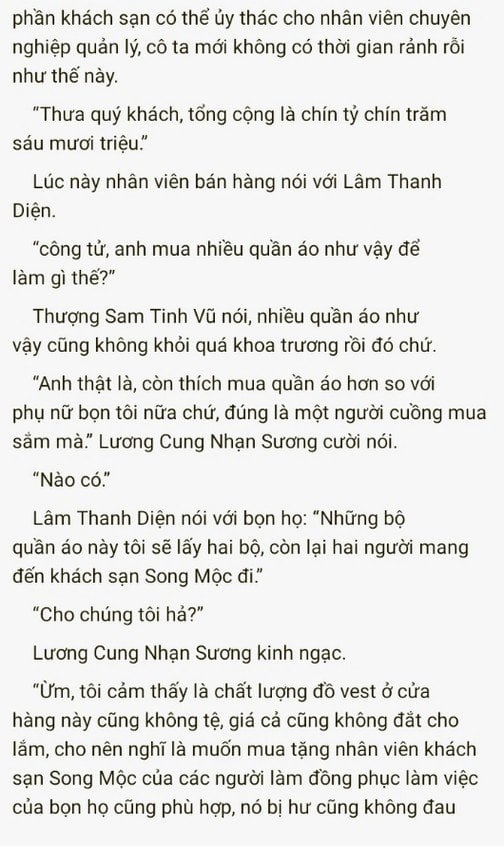 phần khách sạn có thể ủy thác cho nhân viên chuyên
nghiệp quản lý, cô ta mới không có thời gian rảnh rỗi
như thế này.
“Thưa quý khách, tổng cộng là chín tỷ chín trăm
sáu mươi triệu.”
Lúc này nhân viên bán hàng nói với Lâm Thanh
Diện.
“công tử, anh mua nhiều quần áo như vậy để
làm gì thế?”
Thượng Sam Tinh Vũ nói, nhiều quần áo như
vậy cũng không khỏi quá khoa trương rồi đó chứ.
“Anh thật là, còn thích mua quần áo hơn so với
phụ nữ bọn tôi nữa chứ, đúng là một người cuồng mua
sắm mà.” Lương Cung Nhạn Sương cười nói.
“Nào có.”
Lâm Thanh Diện nói với bọn họ: “Những bộ
quần áo này tôi sẽ lấy hai bộ, còn lại hai người mang
đến khách sạn Song Mộc đi.”
“Cho chúng tôi hả?”
Lương Cung Nhạn Sương kinh ngạc.
“Ừm, tôi cảm thấy là chất lượng đồ vest ở cửa
hàng này cũng không tệ, giá cả cũng không đắt cho
lắm, cho nên nghĩ là muốn mua tặng nhân viên khách
sạn Song Mộc của các người làm đồng phục làm việc
của bọn họ cũng phù hợp, nó bị hư cũng không đau